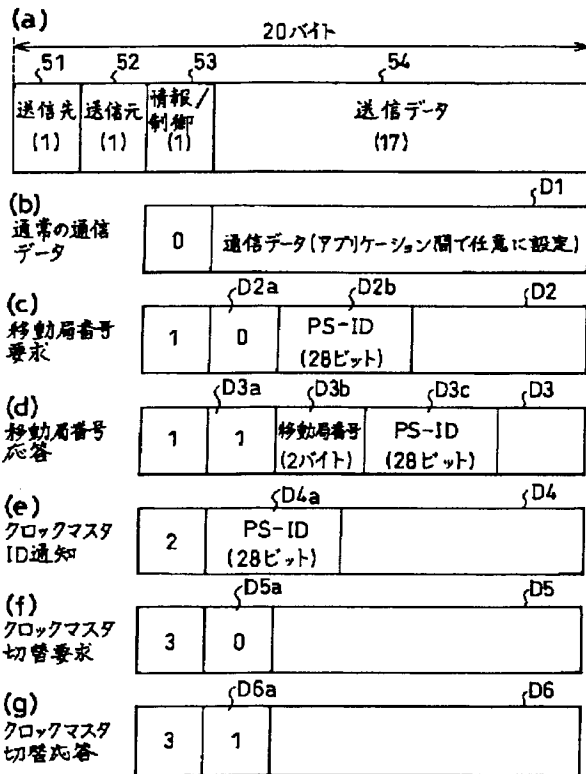 (a)
20バイト
51 52 53 54
送信先 (1)
送信元 (1)
情報/制御 (1)
送信データ (17)
(b)
通常の通信データ
D1
0
通信データ(アプリケーション間で任意に設定)
(c)
移動局番号要求
D2a D2b D2
1
0
PS-ID
(28ビット)
(d)
移動局番号応答
D3a D3b D3c D3
1
1
移動局番号
(2バイト)
PS-ID
(28ビット)
(e)
クロックマスタ
ID通知
D4a D4
2
PS-ID
(28ビット)
(f)
クロックマスタ
切替要求
D5a D5
3
0
(g)
クロックマスタ
切替応答
D6a D6
3
1